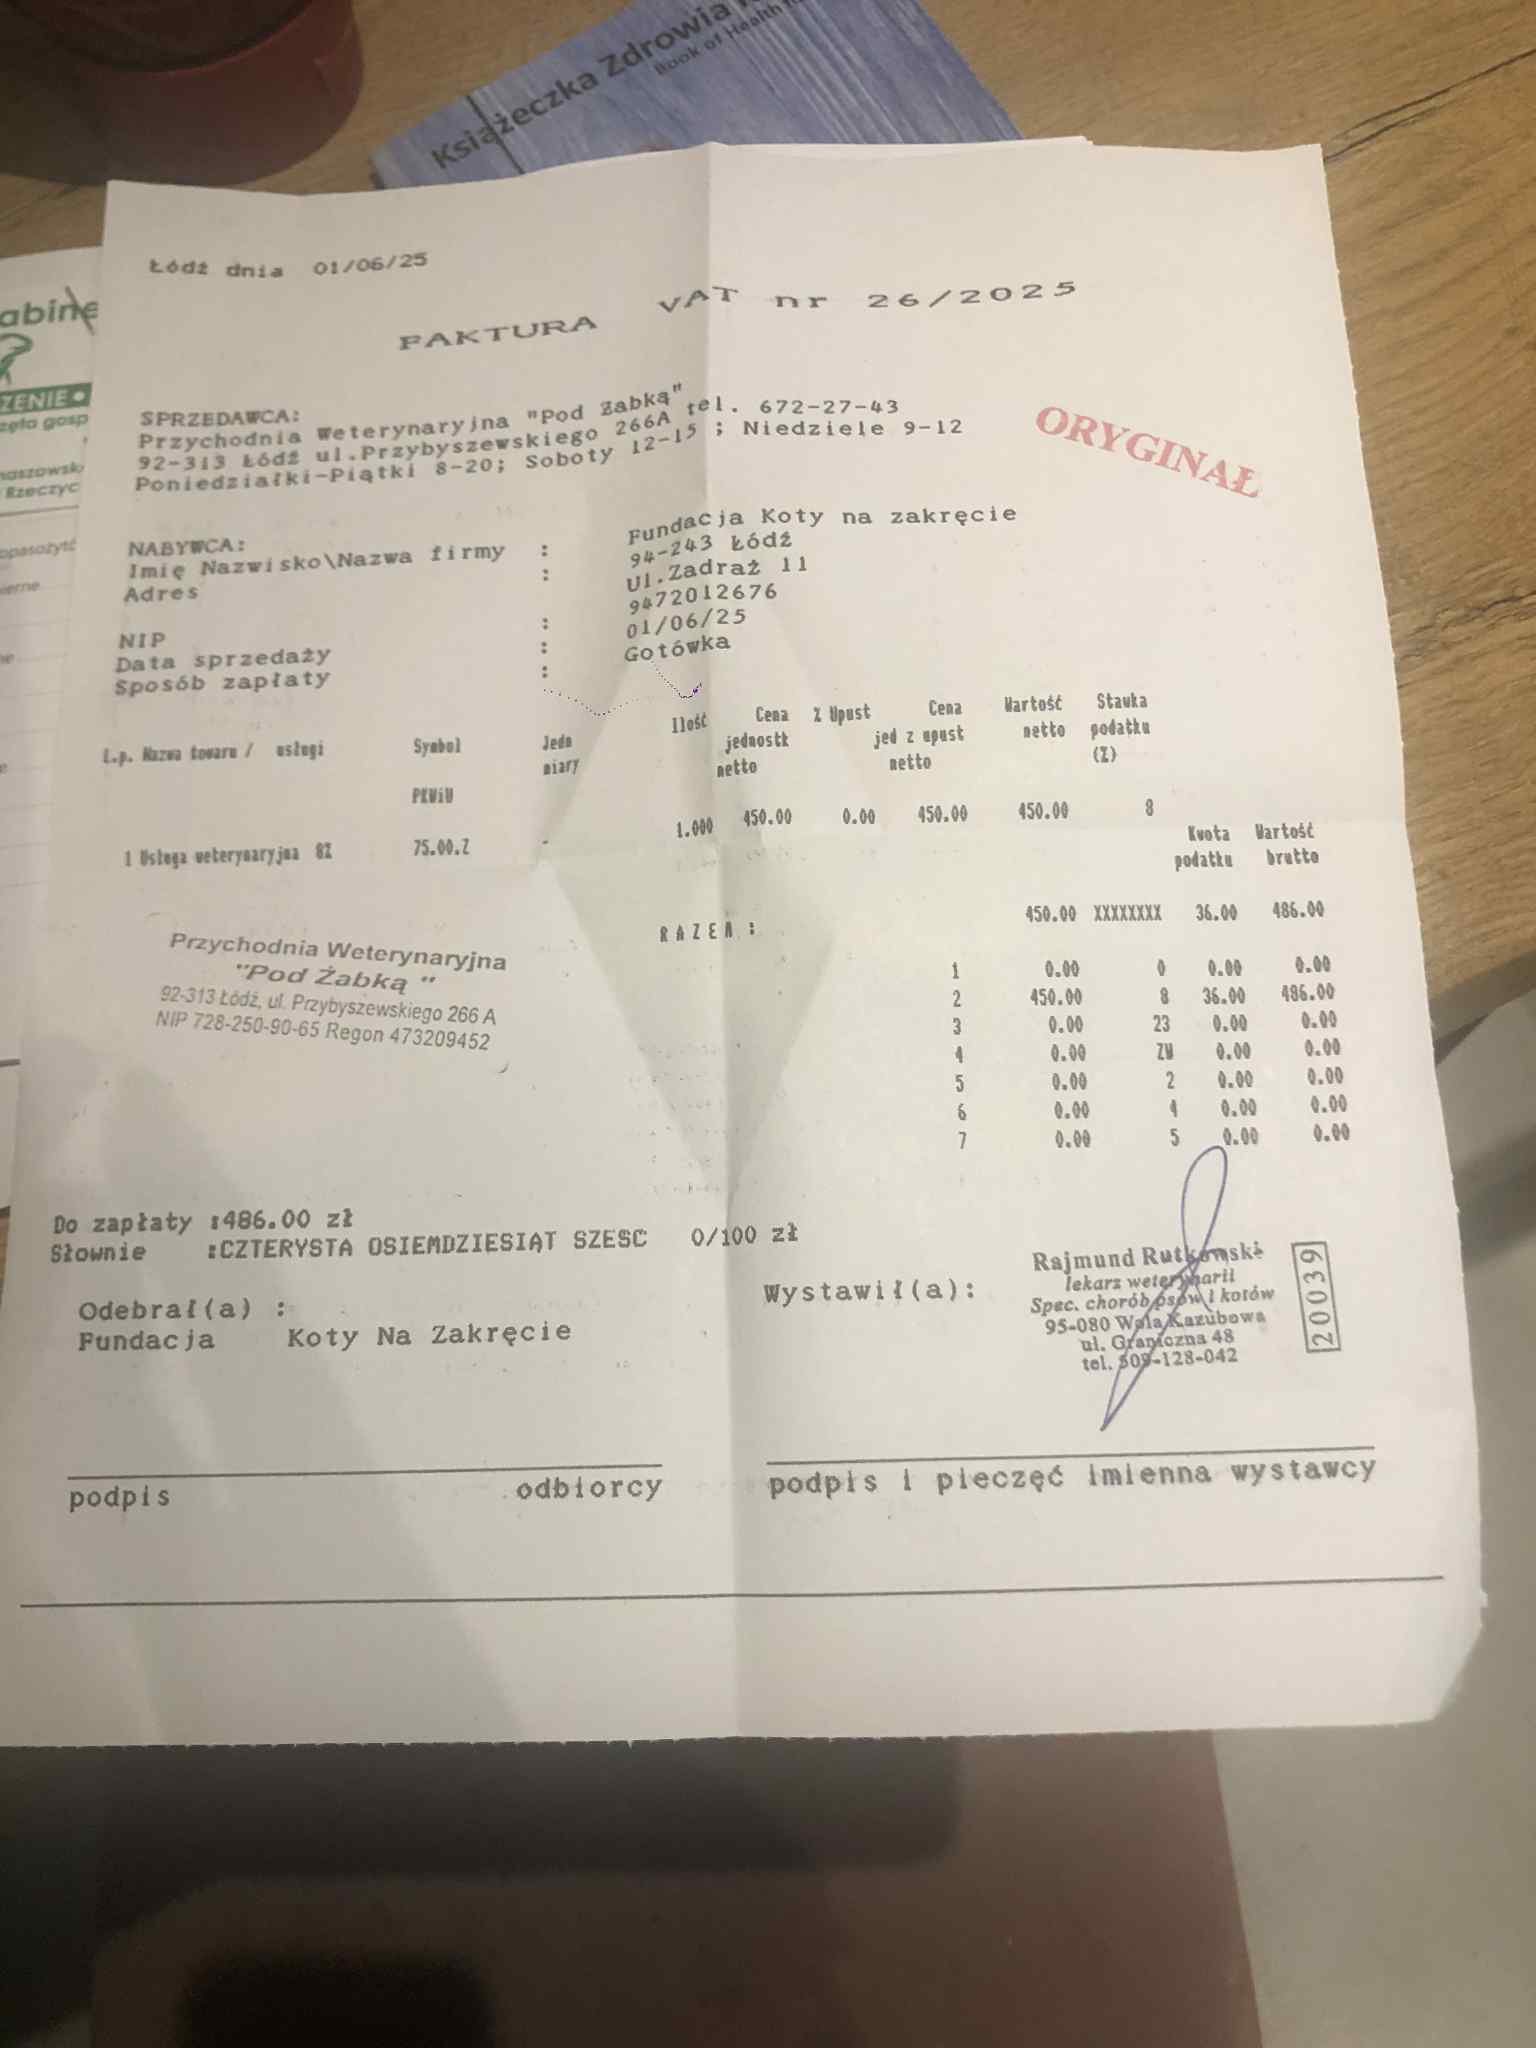 Książeczka Zdrowia
Book of Health
Łódź dnia 01/06/25
FAKTURA VAT nr 26/2025
ORYGINAŁ
SPRZEDAWCA:
Przychodnia Weterynaryjna "Pod Żabką"
92-313 Łódź ul.Przybyszewskiego 266A tel. 672-27-43
Poniedziałki-Piątki 8-20; Soboty 12-15 ; Niedziele 9-12
NABYWCA:
Imię Nazwisko\Nazwa firmy : Fundacja Koty na zakręcie
Adres : 94-243 Łódź
Ul.Zadraż 11
NIP : 9472012676
Data sprzedaży : 01/06/25
Sposób zapłaty : Gotówka
L.p. Nazwa towaru / usługi Symbol Jedn Ilość Cena % Upust Cena Wartość Stawka
miary jednostk jed z upust netto podatku
PKWiU netto netto (%)
1 Usługa weterynaryjna 8% 75.00.Z - 1.000 450.00 0.00 450.00 450.00 8
Kwota Wartość
podatku brutto
RAZEM : 450.00 XXXXXXXX 36.00 486.00
1 0.00 0 0.00 0.00
2 450.00 8 36.00 486.00
3 0.00 23 0.00 0.00
4 0.00 ZW 0.00 0.00
5 0.00 2 0.00 0.00
6 0.00 4 0.00 0.00
7 0.00 5 0.00 0.00
Przychodnia Weterynaryjna
"Pod Żabką "
92-313 Łódź, ul. Przybyszewskiego 266 A
NIP 728-250-90-65 Regon 473209452
Do zapłaty :486.00 zł
Słownie :CZTERYSTA OSIEMDZIESIĄT SZESC 0/100 zł
Odebrał(a) :
Fundacja Koty Na Zakręcie
Wystawił(a):
Rajmund Rutkowski
lekarz weterynarii
Spec. chorób psów i kotów
95-080 Wola Kazubowa
ul. Graniczna 48
tel. 509-128-042
20039
podpis odbiorcy
podpis i pieczęć imienna wystawcy